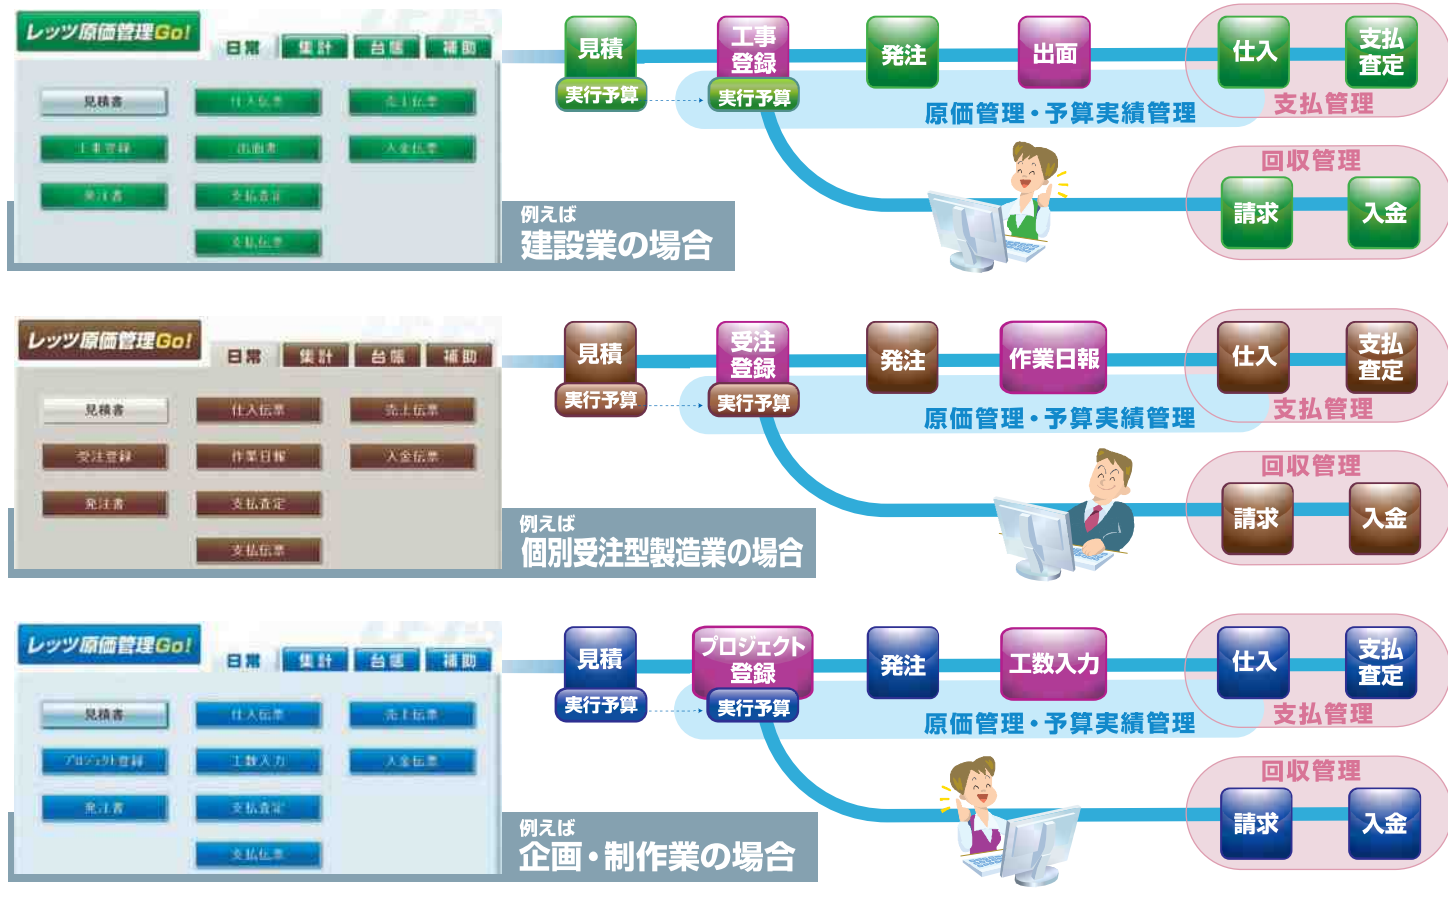 レッツ原価管理Go!
日常 集計 台帳 補助
見積書 仕入伝票 売上伝票
工事登録 出面書 入金伝票
発注書 支払査定
支払伝票
例えば
建設業の場合
見積
実行予算
工事
登録
実行予算
発注
出面
仕入
支払
査定
原価管理・予算実績管理
支払管理
回収管理
請求
入金
レッツ原価管理Go!
日常 集計 台帳 補助
見積書 仕入伝票 売上伝票
受注登録 作業日報 入金伝票
発注書 支払査定
支払伝票
例えば
個別受注型製造業の場合
見積
実行予算
受注
登録
実行予算
発注
作業日報
仕入
支払
査定
原価管理・予算実績管理
支払管理
回収管理
請求
入金
レッツ原価管理Go!
日常 集計 台帳 補助
見積書 仕入伝票 売上伝票
プロジェクト登録 工数入力 入金伝票
発注書 支払査定
支払伝票
例えば
企画・制作業の場合
見積
実行予算
プロジェクト
登録
実行予算
発注
工数入力
仕入
支払
査定
原価管理・予算実績管理
支払管理
回収管理
請求
入金